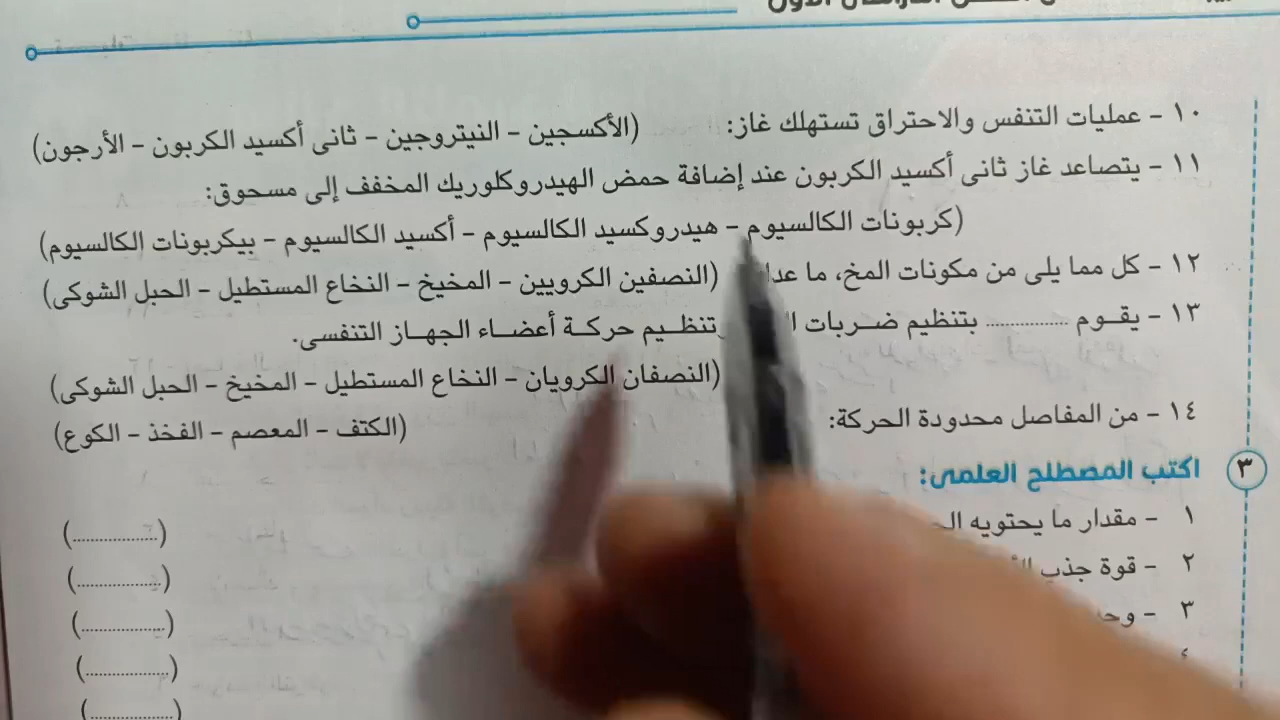 ١٠ - عمليات التنفس والاحتراق تستهلك غاز: (الأكسجين - النيتروجين - ثانى أكسيد الكربون - الأرجون)
١١ - يتصاعد غاز ثانى أكسيد الكربون عند إضافة حمض الهيدروكلوريك المخفف إلى مسحوق:
(كربونات الكالسيوم - هيدروكسيد الكالسيوم - أكسيد الكالسيوم - بيكربونات الكالسيوم)
١٢ - كل مما يلى من مكونات المخ، ما (النصفين الكرويين - المخيخ - النخاع المستطيل - الحبل الشوكى)
١٣ - يقوم .................. بتنظيم ضربات تنظيم حركة أعضاء الجهاز التنفسى.
(النصفان الكرويان - النخاع المستطيل - المخيخ - الحبل الشوكى)
١٤ - من المفاصل محدودة الحركة: (الكتف - المعصم - الفخذ - الكوع)
٣ اكتب المصطلح العلمى:
١ - مقدار ما يحتويه (..................)
٢ - قوة جذب (..................)
٣ - (..................)
(..................)
(..................)